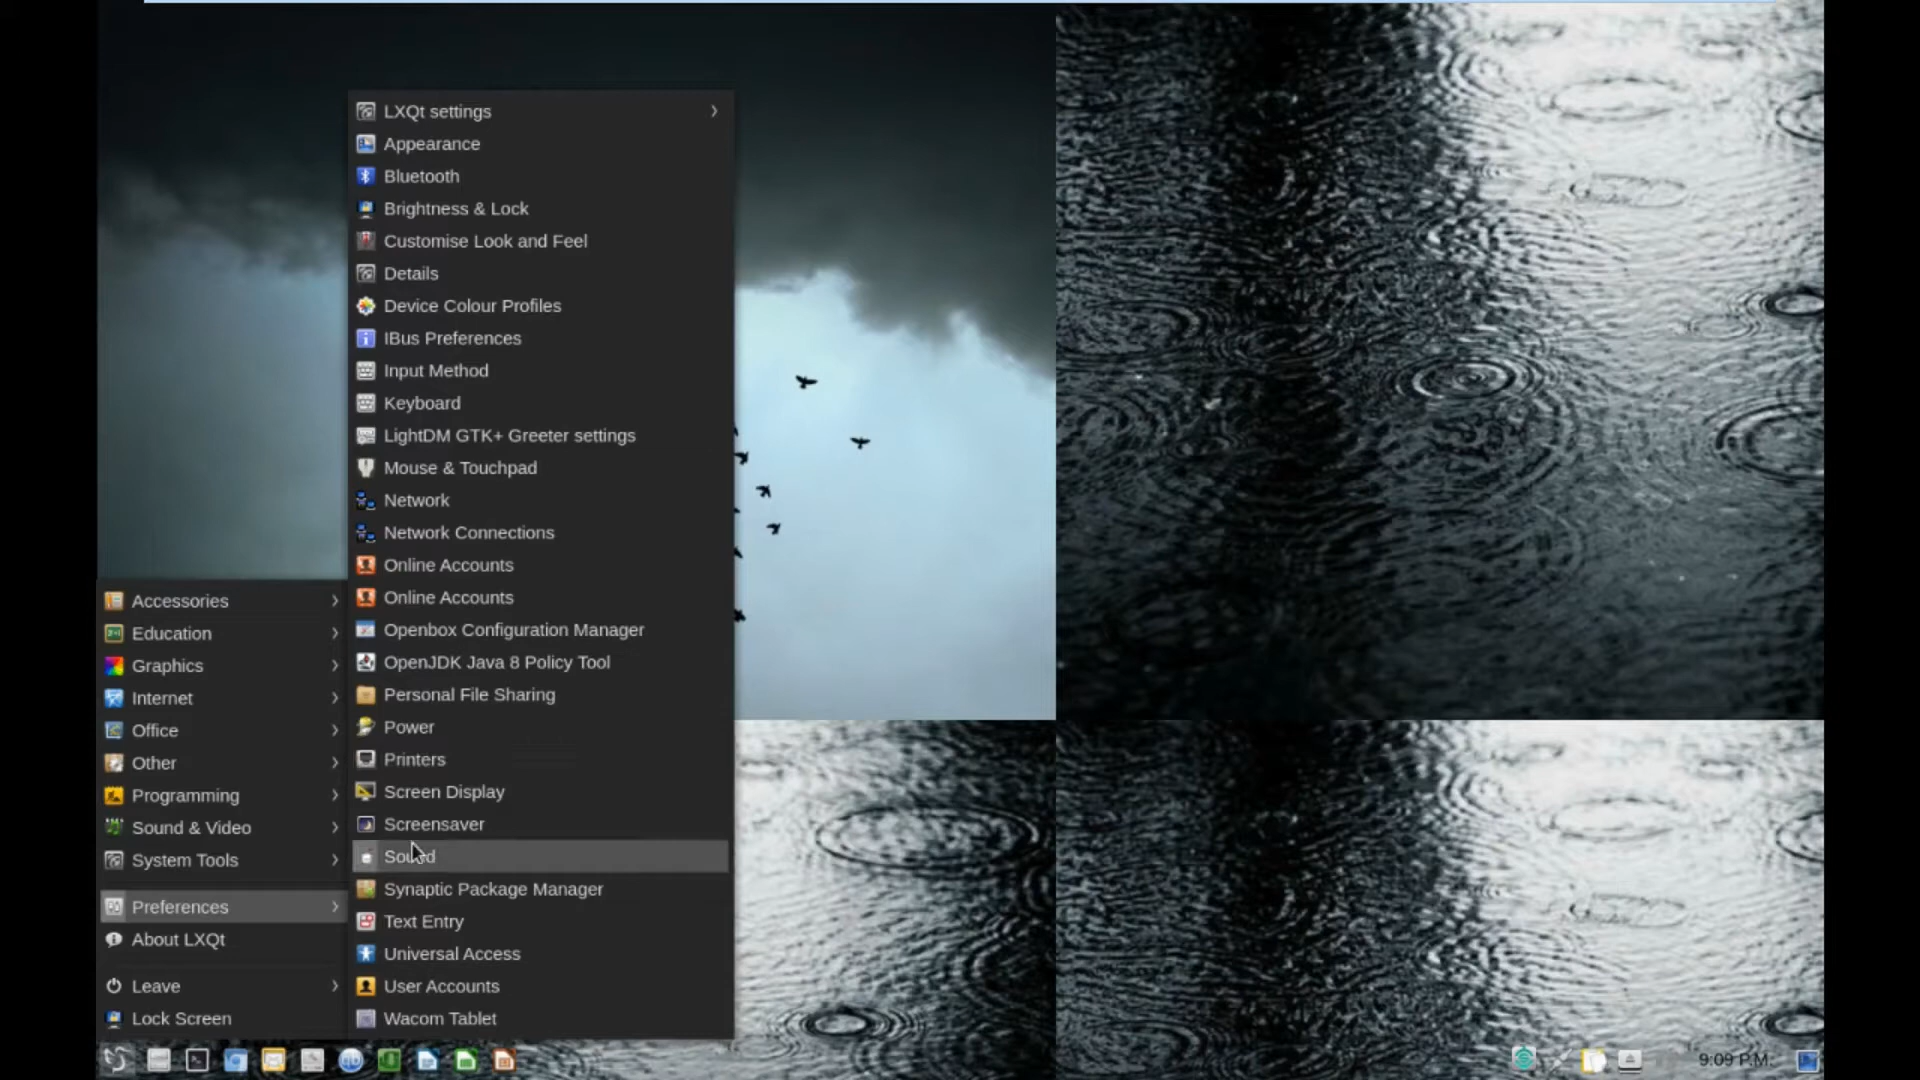 LXQt settings
Appearance
Bluetooth
Brightness & Lock
Customise Look and Feel
Details
Device Colour Profiles
IBus Preferences
Input Method
Keyboard
LightDM GTK+ Greeter settings
Mouse & Touchpad
Network
Network Connections
Online Accounts
Online Accounts
Openbox Configuration Manager
OpenJDK Java 8 Policy Tool
Personal File Sharing
Power
Printers
Screen Display
Screensaver
Sound
Synaptic Package Manager
Text Entry
Universal Access
User Accounts
Wacom Tablet
Accessories
Education
Graphics
Internet
Office
Other
Programming
Sound & Video
System Tools
Preferences
About LXQt
Leave
Lock Screen
9:09 P.M.